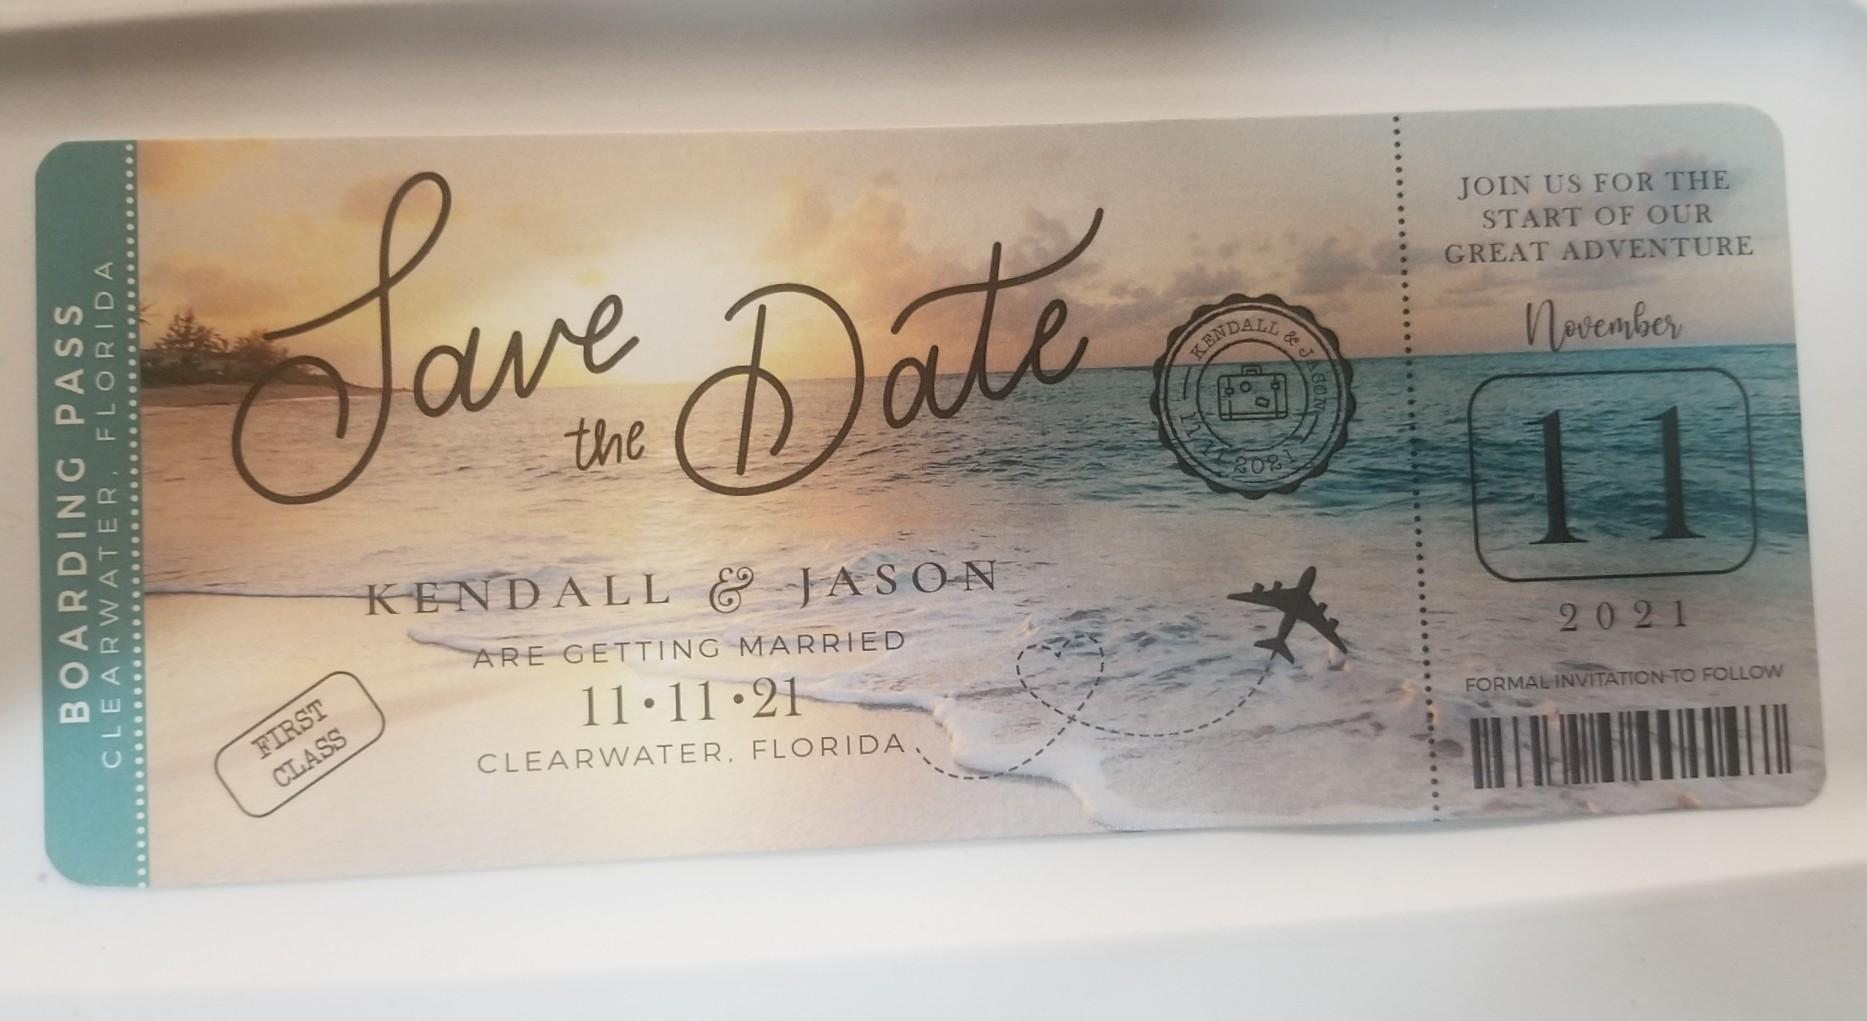 BOARDING PASS
CLEARWATER, FLORIDA
Save
the Date
KENDALL & JASON
11 11 2021
KENDALL & JASON
ARE GETTING MARRIED
11•11•21
CLEARWATER, FLORIDA
FIRST
CLASS
JOIN US FOR THE
START OF OUR
GREAT ADVENTURE
November
11
2021
FORMAL INVITATION TO FOLLOW